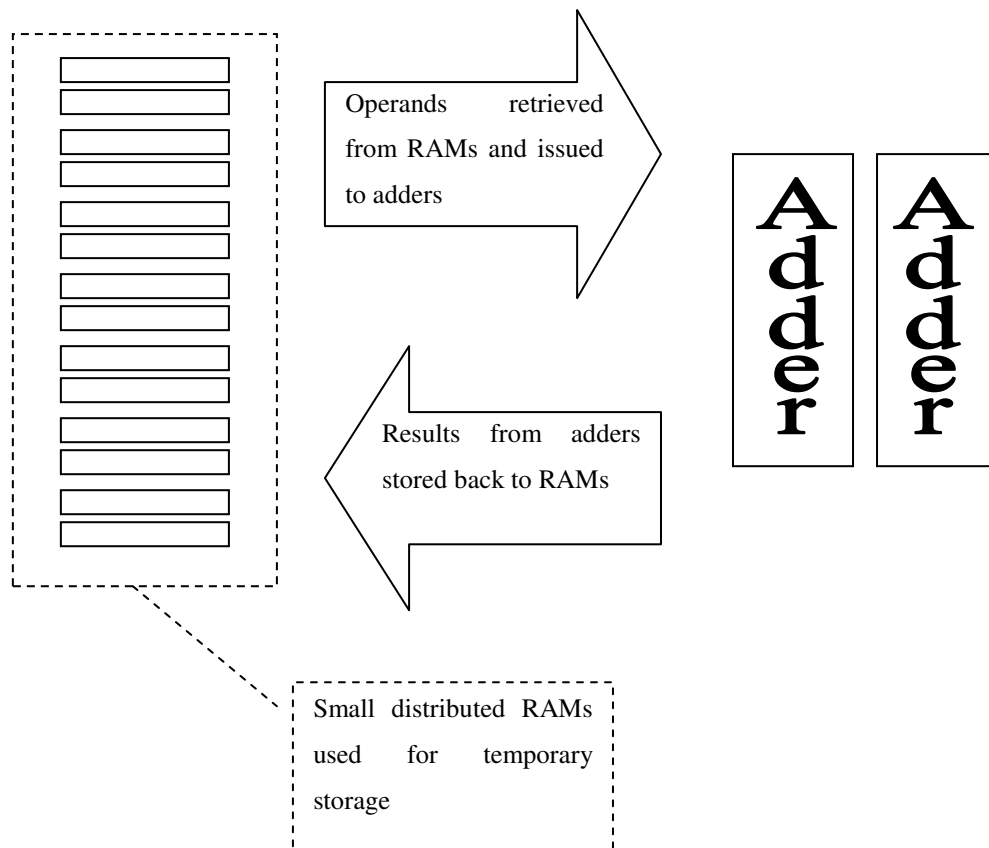 Operands retrieved
from RAMs and issued
to adders
Adder
Adder
Results from adders
stored back to RAMs
Small distributed RAMs
used for temporary
storage